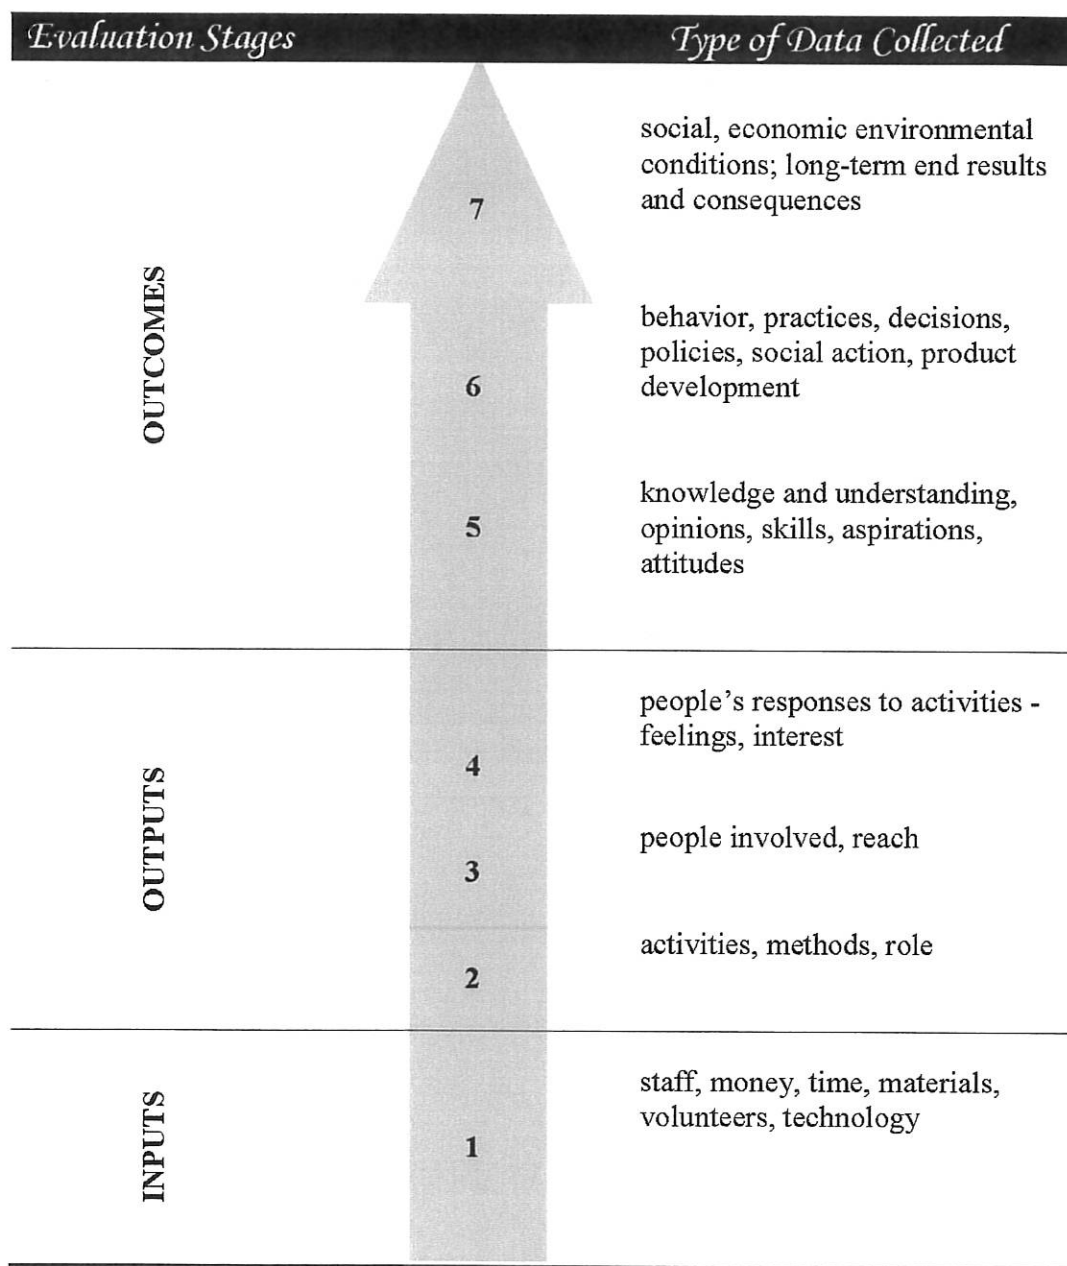 Evaluation Stages
Type of Data Collected
OUTCOMES
7
social, economic environmental
conditions; long-term end results
and consequences
6
behavior, practices, decisions,
policies, social action, product
development
5
knowledge and understanding,
opinions, skills, aspirations,
attitudes
OUTPUTS
4
people's responses to activities -
feelings, interest
3
people involved, reach
2
activities, methods, role
INPUTS
1
staff, money, time, materials,
volunteers, technology